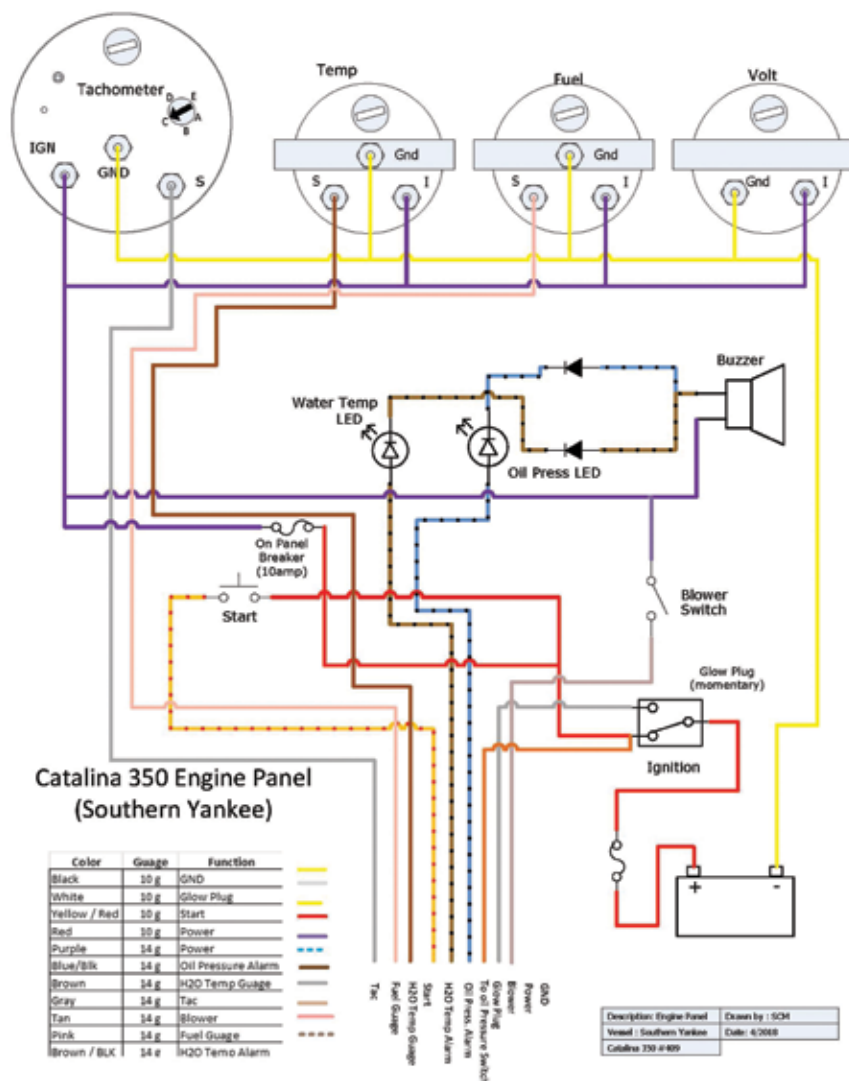 Temp
Fuel
Volt
Tachometer
D
E
C
A
B
IGN
GND
S
Gnd
S
I
Gnd
S
I
Gnd
I
Buzzer
Water Temp
LED
Oil Press LED
On Panel
Breaker
(10amp)
Start
Blower
Switch
Glow Plug
(momentary)
Ignition
+
-
Catalina 350 Engine Panel
(Southern Yankee)
Color Guage Function
Black 10 g GND
White 10 g Glow Plug
Yellow / Red 10 g Start
Red 10 g Power
Purple 14 g Power
Blue/Blk 14 g Oil Pressure Alarm
Brown 14 g H2O Temp Guage
Gray 14 g Tac
Tan 14 g Blower
Pink 14 g Fuel Guage
Brown / BLK 14 g H2O Temp Alarm
Tac
Fuel Guage
H2O Temp Guage
Start
H2O Temp Alarm
Oil Press. Alarm
To oil Pressure Switch
Glow Plug
Blower
Power
GND
Description: Engine Panel Drawn by : SCM
Vessel : Southern Yankee Date: 4/2018
Catalina 350 #409